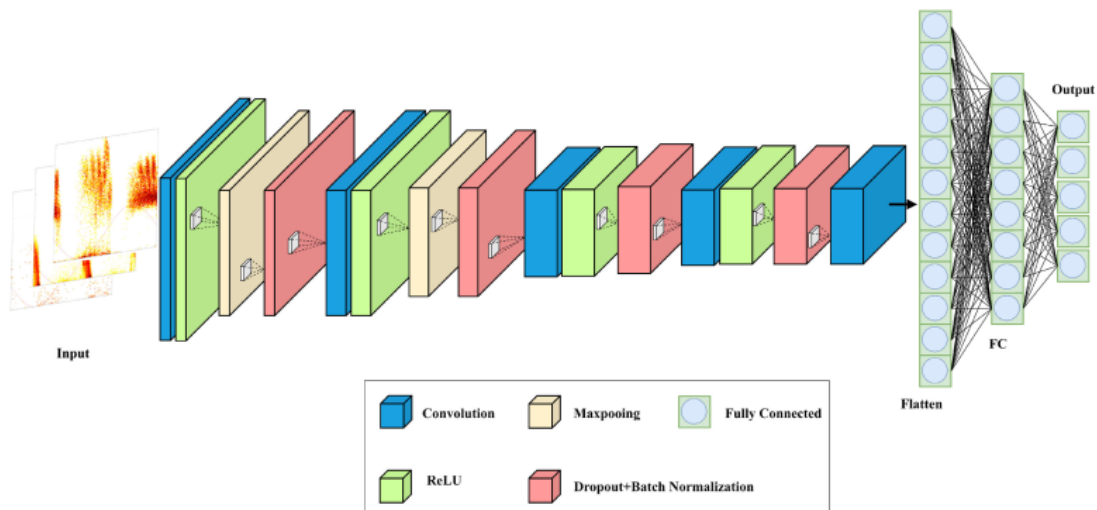 Output
Input
FC
Flatten
Convolution
Maxpooing
Fully Connected
ReLU
Dropout+Batch Normalization